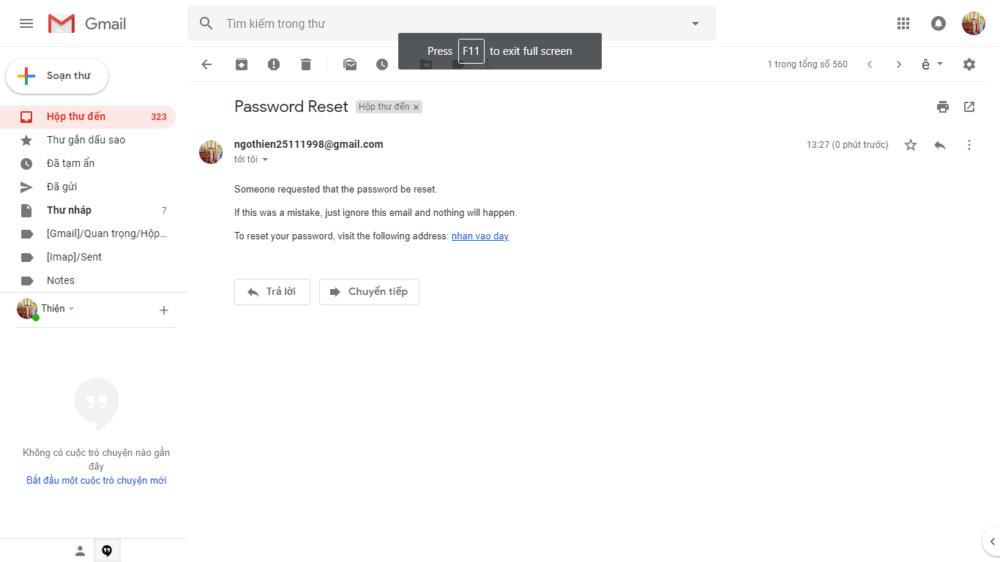 Gmail
Tìm kiếm trong thư
Press F11 to exit full screen
Soạn thư
1 trong tổng số 560
ê
Hộp thư đến 323
Thư gắn dấu sao
Đã tạm ẩn
Đã gửi
Thư nháp 7
[Gmail]/Quan trọng/Hộp...
[Imap]/Sent
Notes
Thiện
Không có cuộc trò chuyện nào gần
đây
Bắt đầu một cuộc trò chuyện mới
Password Reset Hộp thư đến x
ngothien25111998@gmail.com 13:27 (0 phút trước)
tới tôi
Someone requested that the password be reset.
If this was a mistake, just ignore this email and nothing will happen.
To reset your password, visit the following address: nhan vao day
Trả lời Chuyển tiếp